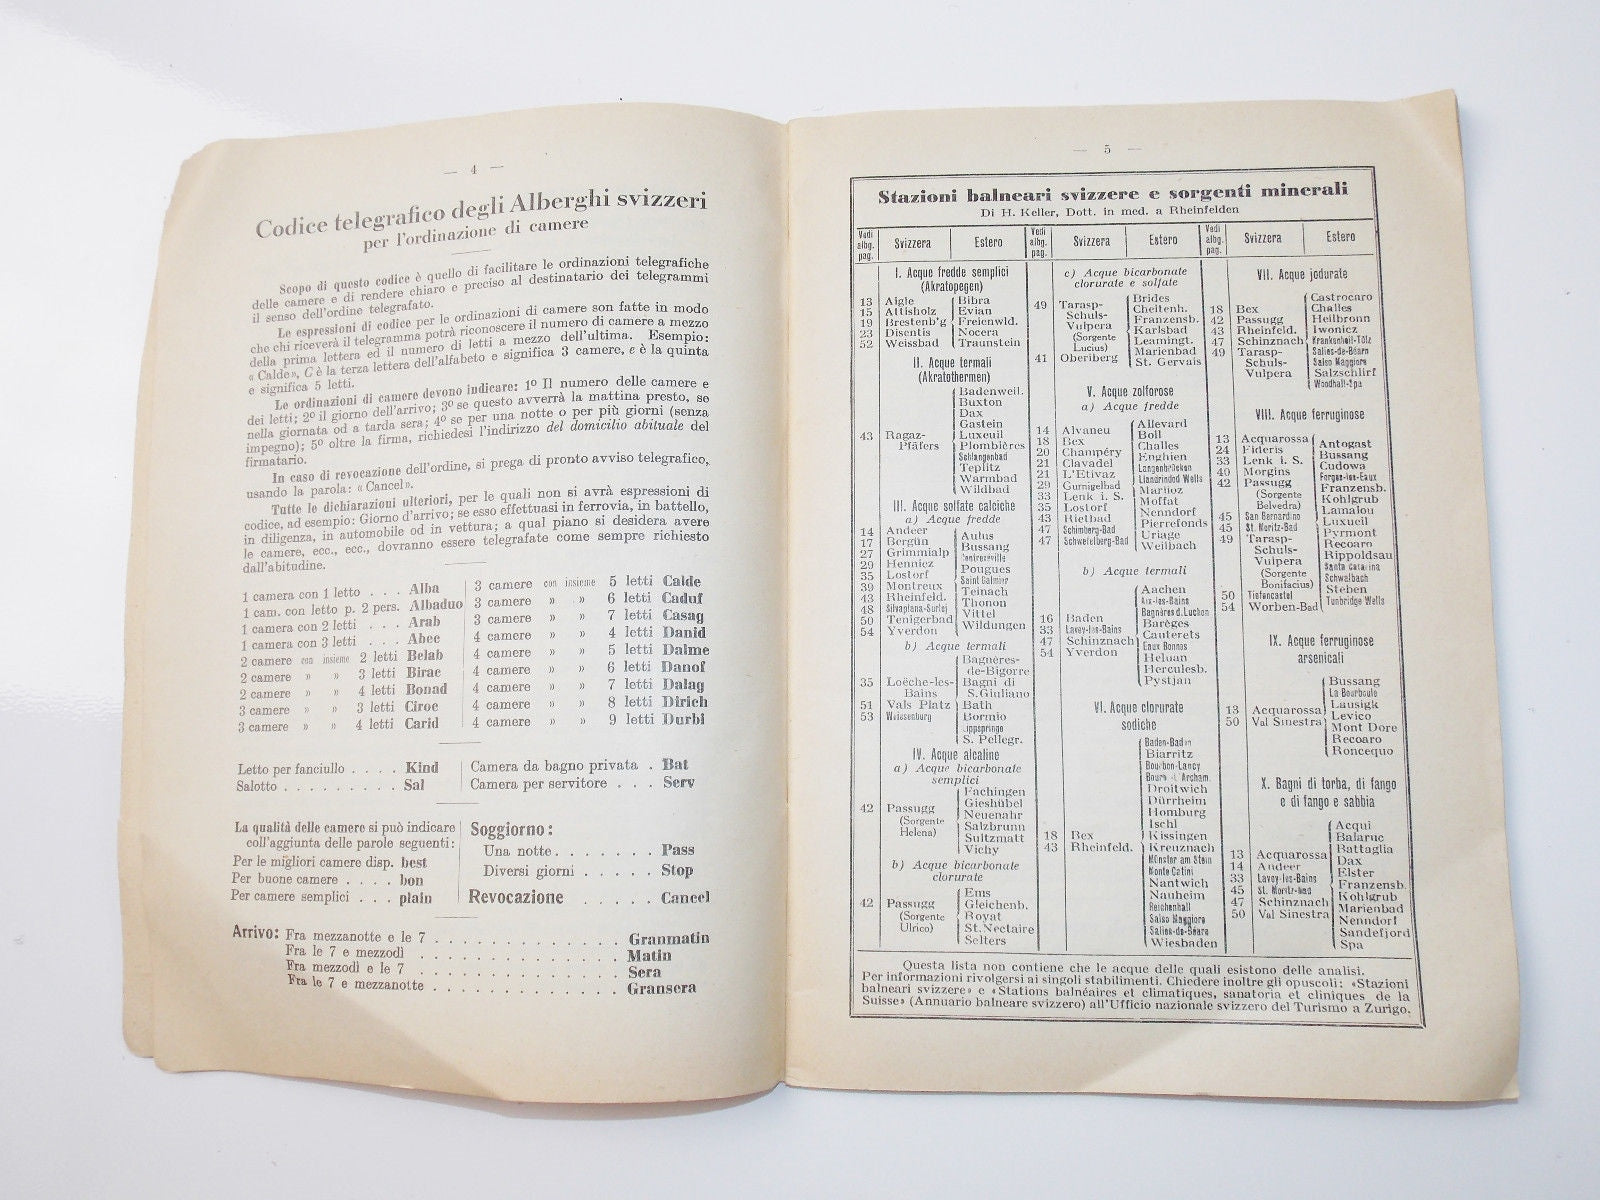 — 4 —
Codice telegrafico degli Alberghi svizzeri
per l'ordinazione di camere
Scopo di questo codice è quello di facilitare le ordinazioni telegrafiche
delle camere e di rendere chiaro e preciso al destinatario dei telegrammi
il senso dell'ordine telegrafato.
Le espressioni di codice per le ordinazioni di camere son fatte in modo
che chi riceverà il telegramma potrà riconoscere il numero di camere a mezzo
della prima lettera ed il numero di letti a mezzo dell'ultima. Esempio:
« Calde», C è la terza lettera dell'alfabeto e significa 3 camere, e è la quinta
e significa 5 letti.
Le ordinazioni di camere devono indicare: 1º Il numero delle camere e
dei letti; 2º il giorno dell'arrivo; 3º se questo avverrà la mattina presto, se
nella giornata od a tarda sera; 4º se per una notte o per più giorni (senza
impegno); 5º oltre la firma, richiedesi l'indirizzo del domicilio abituale del
firmatario.
In caso di revocazione dell'ordine, si prega di pronto avviso telegrafico,
usando la parola: « Cancel».
Tutte le dichiarazioni ulteriori, per le quali non si avrà espressioni di
codice, ad esempio: Giorno d'arrivo; se esso effettuasi in ferrovia, in battello,
in diligenza, in automobile od in vettura; a qual piano si desidera avere
le camere, ecc., ecc., dovranno essere telegrafate come sempre richiesto
dall'abitudine.
1 camera con 1 letto . . . Alba
1 cam. con letto p. 2 pers. Albaduo
1 camera con 2 letti . . . Arab
1 camera con 3 letti . . . Abec
2 camere con insieme 2 letti Belab
2 camere » » 3 letti Birac
2 camere » » 4 letti Bonad
3 camere » » 3 letti Ciroc
3 camere » » 4 letti Carid
3 camere con insieme 5 letti Calde
3 camere » » 6 letti Caduf
3 camere » » 7 letti Casag
4 camere » » 4 letti Danid
4 camere » » 5 letti Dalme
4 camere » » 6 letti Danof
4 camere » » 7 letti Dalag
4 camere » » 8 letti Dirich
4 camere » » 9 letti Durbi
Letto per fanciullo . . . . Kind
Salotto . . . . . . . . . Sal
Camera da bagno privata . Bat
Camera per servitore . . . Serv
La qualità delle camere si può indicare
coll'aggiunta delle parole seguenti:
Per le migliori camere disp. best
Per buone camere . . . . bon
Per camere semplici . . . plain
Soggiorno:
Una notte . . . . . . . Pass
Diversi giorni . . . . . Stop
Revocazione . . . . . Cancel
Arrivo: Fra mezzanotte e le 7 . . . . . . . . . . . . . . Granmatin
Fra le 7 e mezzodì . . . . . . . . . . . . . . Matin
Fra mezzodì e le 7 . . . . . . . . . . . . . . Sera
Fra le 7 e mezzanotte . . . . . . . . . . . . . Gransera
— 5 —
Stazioni balneari svizzere e sorgenti minerali
Di H. Keller, Dott. in med. a Rheinfelden
Vedi albg. pag. Svizzera Estero
I. Acque fredde semplici
(Akratopegen)
13 Aigle
15 Attisholz
19 Brestenb'g
23 Disentis
52 Weissbad
Bibra
Evian
Freienwld.
Nocera
Traunstein
II. Acque termali
(Akratothermen)
43 Ragaz-
Pfäfers
Badenweil.
Buxton
Dax
Gastein
Luxeuil
Plombières
Schlangenbad
Teplitz
Warmbad
Wildbad
III. Acque solfate calciche
a) Acque fredde
14 Andeer
17 Bergün
27 Grimmialp
29 Henniez
35 Lostorf
39 Montreux
43 Rheinfeld.
48 Silvaplana-Surlej
50 Tenigerbad
54 Yverdon
Aulus
Bussang
Contrexéville
Pougues
Saint Galmier
Teinach
Thonon
Vittel
Wildungen
b) Acque termali
35 Loëche-les-
Bains
51 Vals Platz
53 Weissenburg
Bagnères-
de-Bigorre
Bagni di
S. Giuliano
Bath
Bormio
Lippspringe
S. Pellegr.
IV. Acque alcaline
a) Acque bicarbonate
semplici
42 Passugg
(Sorgente
Helena)
Fachingen
Gieshübel
Neuenahr
Salzbrunn
Sultzmatt
Vichy
b) Acque bicarbonate
clorurate
42 Passugg
(Sorgente
Ulrico)
Ems
Gleichenb.
Royat
St. Nectaire
Selters
Vedi albg. pag. Svizzera Estero
c) Acque bicarbonate
clorurate e solfate
49 Tarasp-
Schuls-
Vulpera
(Sorgente
Lucius)
41 Oberiberg
Brides
Cheltenh.
Franzensb.
Karlsbad
Leamingt.
Marienbad
St. Gervais
V. Acque zolforose
a) Acque fredde
14 Alvaneu
18 Bex
20 Champéry
21 Clavadel
21 L'Etivaz
29 Gurnigelbad
33 Lenk i. S.
35 Lostorf
43 Rietbad
47 Schimberg-Bad
47 Schwefelberg-Bad
Allevard
Boll
Challes
Enghien
Langenbrücken
Llandrindod Wells
Marlioz
Moffat
Nenndorf
Pierrefonds
Uriage
Weilbach
b) Acque termali
16 Baden
33 Lavey-les-Bains
47 Schinznach
54 Yverdon
Aachen
Aix-les-Bains
Bagnères d. Luchon
Barèges
Cauterets
Eaux Bonnes
Heluan
Herculesb.
Pystjan
VI. Acque clorurate
sodiche
18 Bex
43 Rheinfeld.
Baden-Baden
Biarritz
Bourbon-Lancy
Bourb.-l'Archam.
Droitwich
Dürrheim
Homburg
Ischl
Kissingen
Kreuznach
Münster am Stein
Monte Catini
Nantwich
Nauheim
Reichenhall
Salso Maggiore
Salies-de-Béarn
Wiesbaden
Vedi albg. pag. Svizzera Estero
VII. Acque jodurate
18 Bex
42 Passugg
43 Rheinfeld.
47 Schinznach
49 Tarasp-
Schuls-
Vulpera
Castrocaro
Challes
Heilbronn
Iwonicz
Krankenheil-Tölz
Salies-de-Béarn
Salso Maggiore
Salzschlirf
Woodhall-Spa
VIII. Acque ferruginose
13 Acquarossa
24 Fideris
33 Lenk i. S.
40 Morgins
42 Passugg
(Sorgente
Belvedra)
45 San Bernardino
45 St. Moritz-Bad
49 Tarasp-
Schuls-
Vulpera
(Sorgente
Bonifacius)
50 Tiefencastel
54 Worben-Bad
Antogast
Bussang
Cudowa
Forges-les-Eaux
Franzensb.
Kohlgrub
Lamalou
Luxueil
Pyrmont
Recoaro
Rippoldsau
Santa Catarina
Schwalbach
Steben
Tunbridge Wells
IX. Acque ferruginose
arsenicali
13 Acquarossa
50 Val Sinestra
Bussang
La Bourboule
Lausigk
Levico
Mont Dore
Recoaro
Roncequo
X. Bagni di torba, di fango
e di fango e sabbia
13 Acquarossa
14 Andeer
33 Lavey-les-Bains
45 St. Moritz-Bad
47 Schinznach
50 Val Sinestra
Acqui
Balaruc
Battaglia
Dax
Elster
Franzensb.
Kohlgrub
Marienbad
Nenndorf
Sandefjord
Spa
Questa lista non contiene che le acque delle quali esistono delle analisi.
Per informazioni rivolgersi ai singoli stabilimenti. Chiedere inoltre gli opuscoli: «Stazioni
balneari svizzere» e «Stations balnéaires et climatiques, sanatoria et cliniques de la
Suisse» (Annuario balneare svizzero) all'Ufficio nazionale svizzero del Turismo a Zurigo.